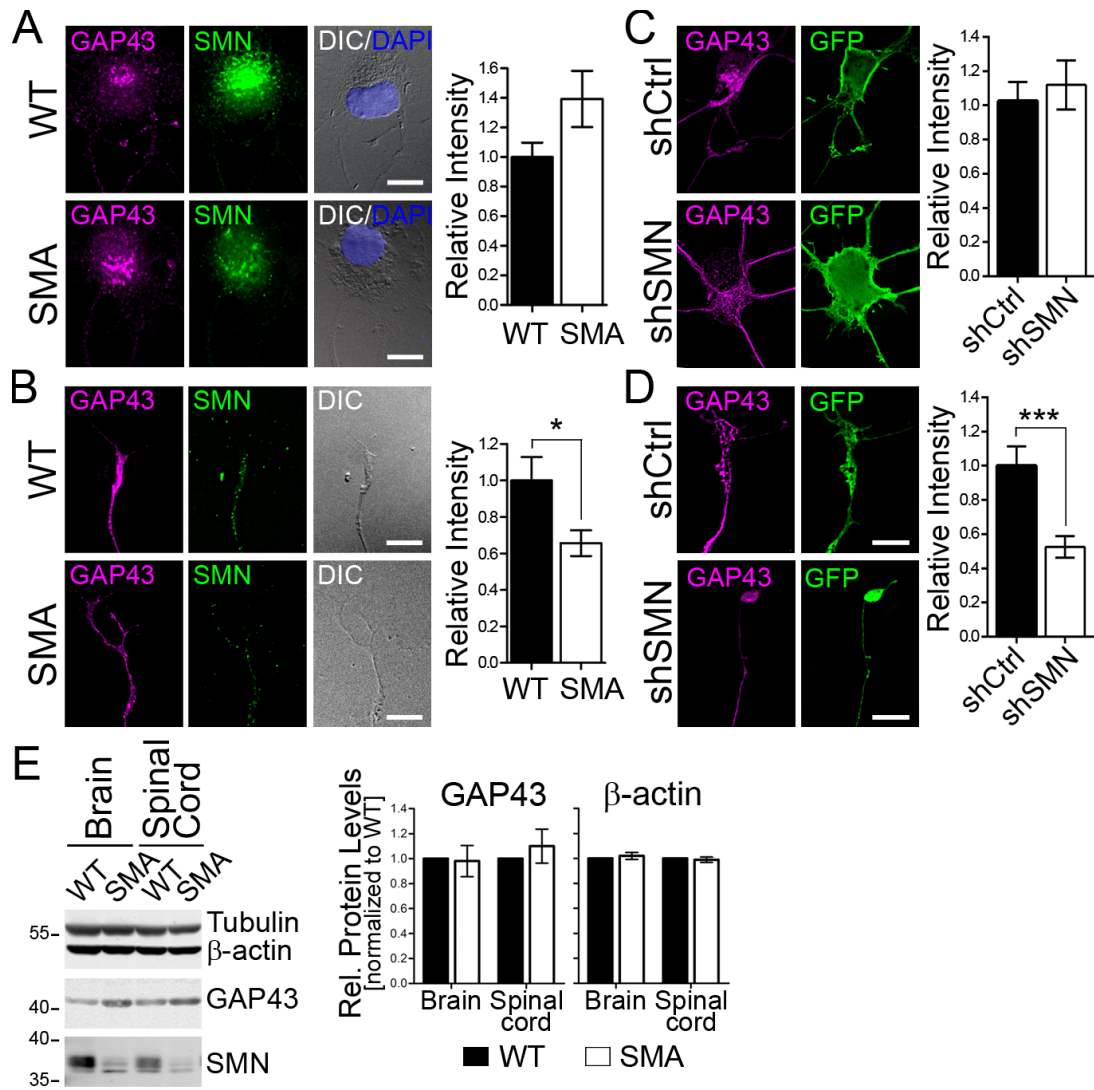 A
GAP43 SMN DIC/DAPI
WT
GAP43 SMN DIC/DAPI
SMA
Relative Intensity
1.6
1.4
1.2
1.0
0.8
0.6
0.4
0.2
0.0
WT SMA
B
GAP43 SMN DIC
WT
GAP43 SMN DIC
SMA
Relative Intensity
1.2
1.0
0.8
0.6
0.4
0.2
0.0
*
WT SMA
C
GAP43 GFP
shCtrl
GAP43 GFP
shSMN
Relative Intensity
1.4
1.2
1.0
0.8
0.6
0.4
0.2
0.0
shCtrl shSMN
D
GAP43 GFP
shCtrl
GAP43 GFP
shSMN
Relative Intensity
1.4
1.2
1.0
0.8
0.6
0.4
0.2
0.0
***
shCtrl shSMN
E
Brain
Spinal
Cord
WT SMA WT SMA
55
Tubulin
β-actin
40
GAP43
40
35
SMN
Rel. Protein Levels
[normalized to WT]
GAP43 β-actin
1.4
1.2
1.0
0.8
0.6
0.4
0.2
0.0
Brain Spinal
cord
Brain Spinal
cord
WT SMA